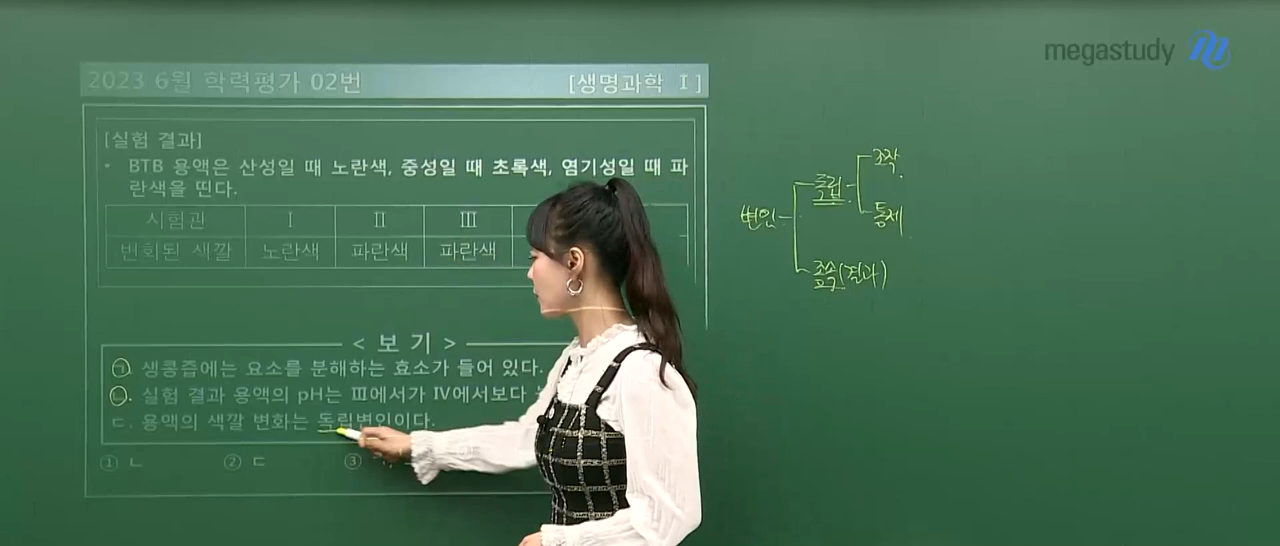 megastudy
2023 6월 학력평가 02번
[생명과학 Ⅰ]
[실험 결과]
• BTB 용액은 산성일 때 노란색, 중성일 때 초록색, 염기성일 때 파
란색을 띤다.
시험관 Ⅰ Ⅱ Ⅲ
변화된 색깔 노란색 파란색 파란색
< 보 기 >
ㄱ. 생콩즙에는 요소를 분해하는 효소가 들어 있다.
ㄴ. 실험 결과 용액의 pH는 Ⅲ에서가 Ⅳ에서보다
ㄷ. 용액의 색깔 변화는 독립변인이다.
① ㄴ ② ㄷ ③
변인
독립
조작
통제
종속(결과)